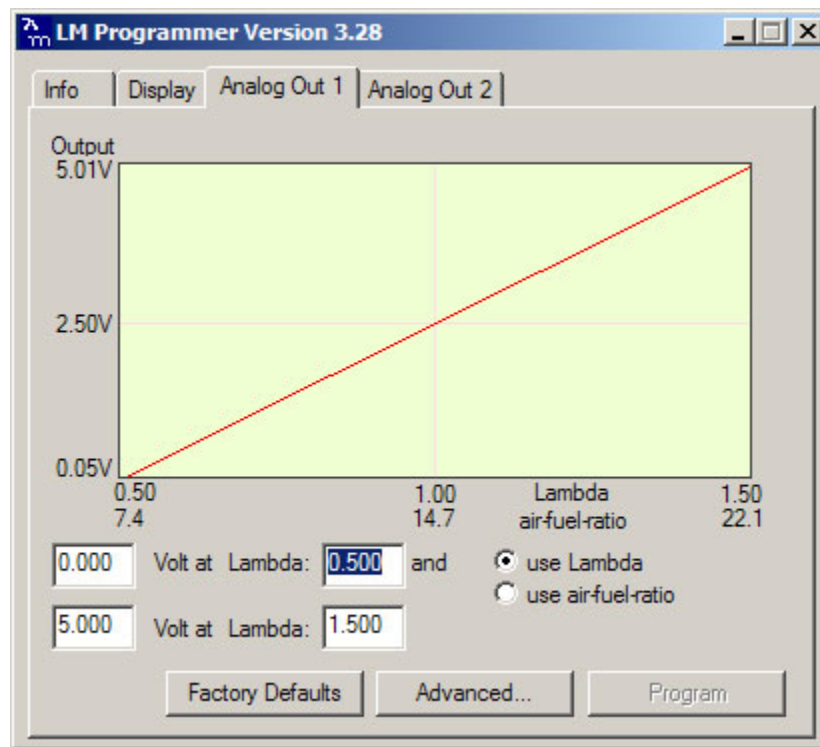 LM Programmer Version 3.28
Info Display Analog Out 1 Analog Out 2
Output
5.01V
2.50V
0.05V
0.50 1.00 Lambda 1.50
7.4 14.7 air-fuel-ratio 22.1
0.000 Volt at Lambda: 0.500 and use Lambda
use air-fuel-ratio
5.000 Volt at Lambda: 1.500
Factory Defaults Advanced... Program